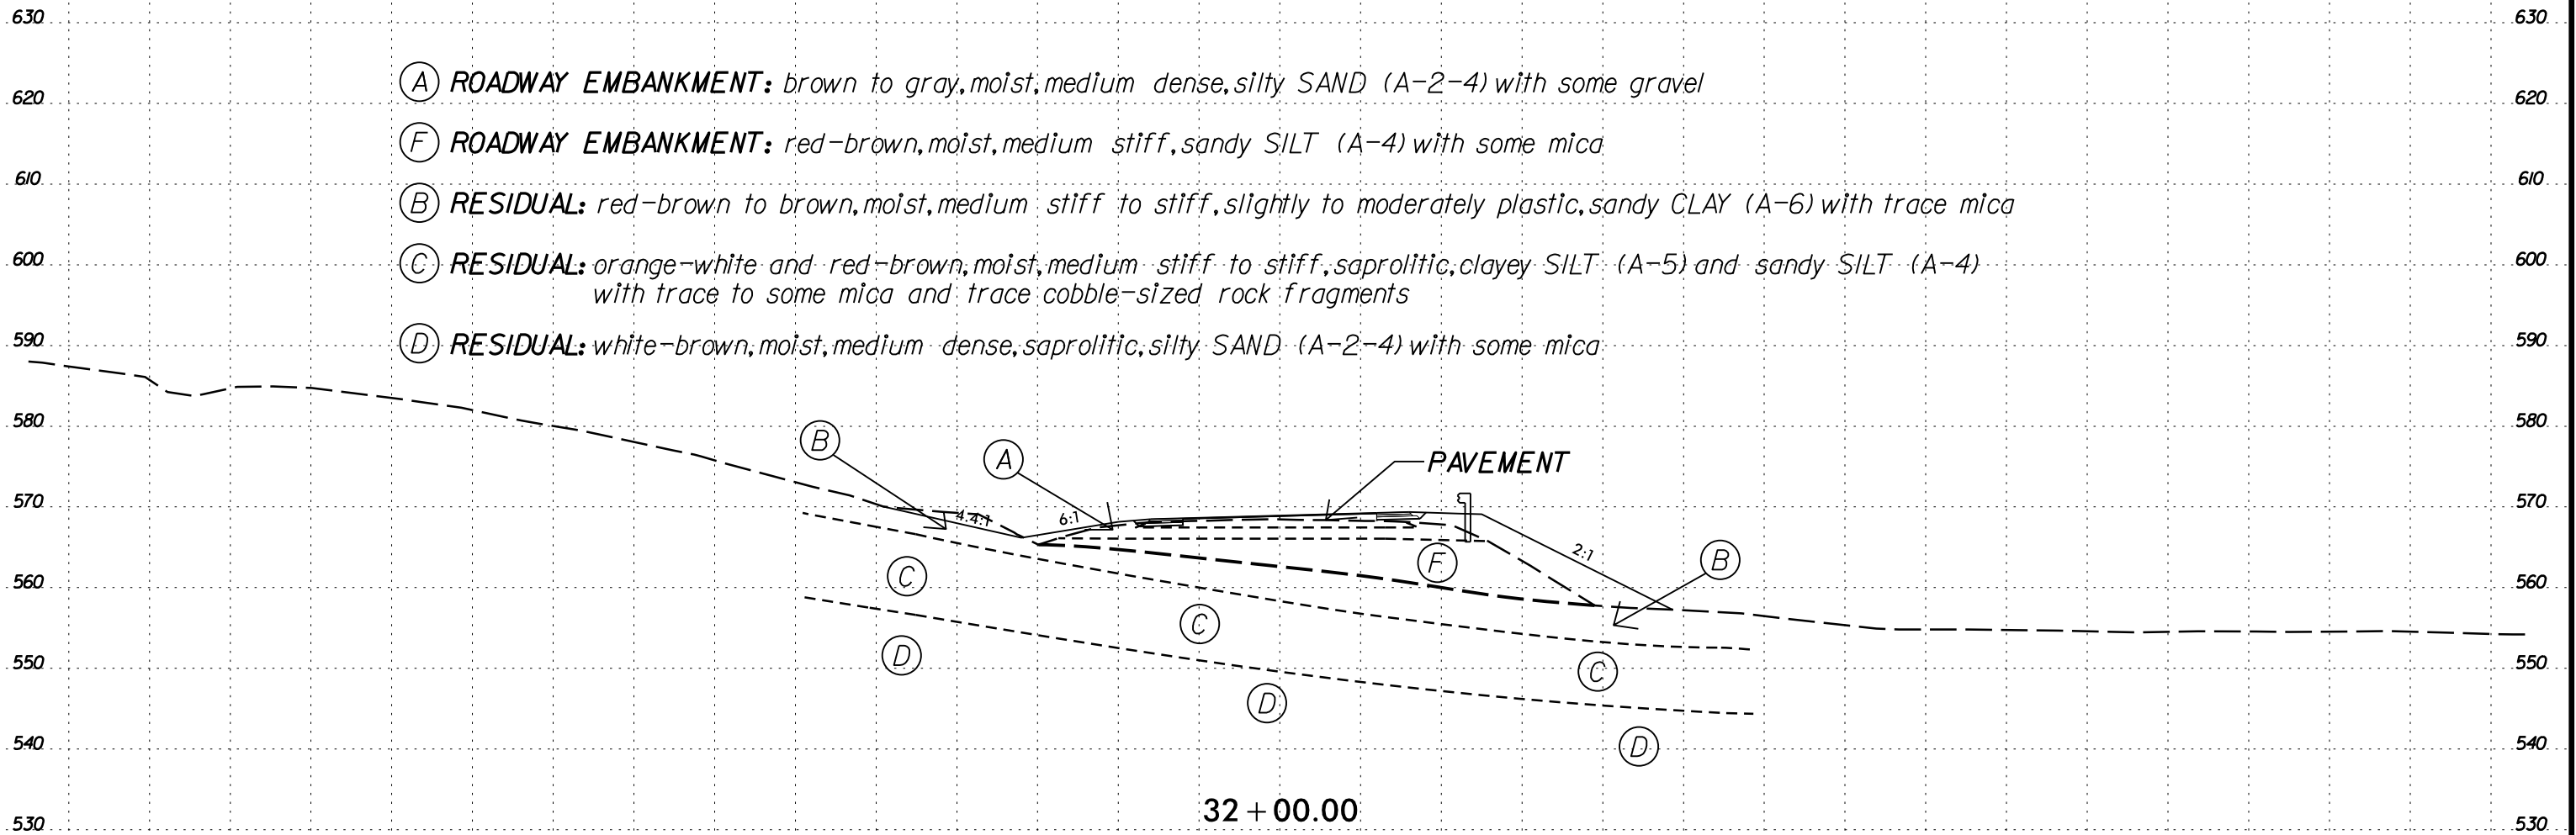 630 630
Ⓐ ROADWAY EMBANKMENT: brown to gray, moist, medium dense, silty SAND (A-2-4) with some gravel
620 620
Ⓕ ROADWAY EMBANKMENT: red-brown, moist, medium stiff, sandy SILT (A-4) with some mica
610 610
Ⓑ RESIDUAL: red-brown to brown, moist, medium stiff to stiff, slightly to moderately plastic, sandy CLAY (A-6) with trace mica
600 600
Ⓒ RESIDUAL: orange-white and red-brown, moist, medium stiff to stiff, saprolitic, clayey SILT (A-5) and sandy SILT (A-4)
with trace to some mica and trace cobble-sized rock fragments
590 590
Ⓓ RESIDUAL: white-brown, moist, medium dense, saprolitic, silty SAND (A-2-4) with some mica
580 580
B
A
PAVEMENT
570 570
4.4:1
6:1
2:1
F
B
C
560 560
C
D
C
550 550
D
D
540 540
32+00.00
530 530